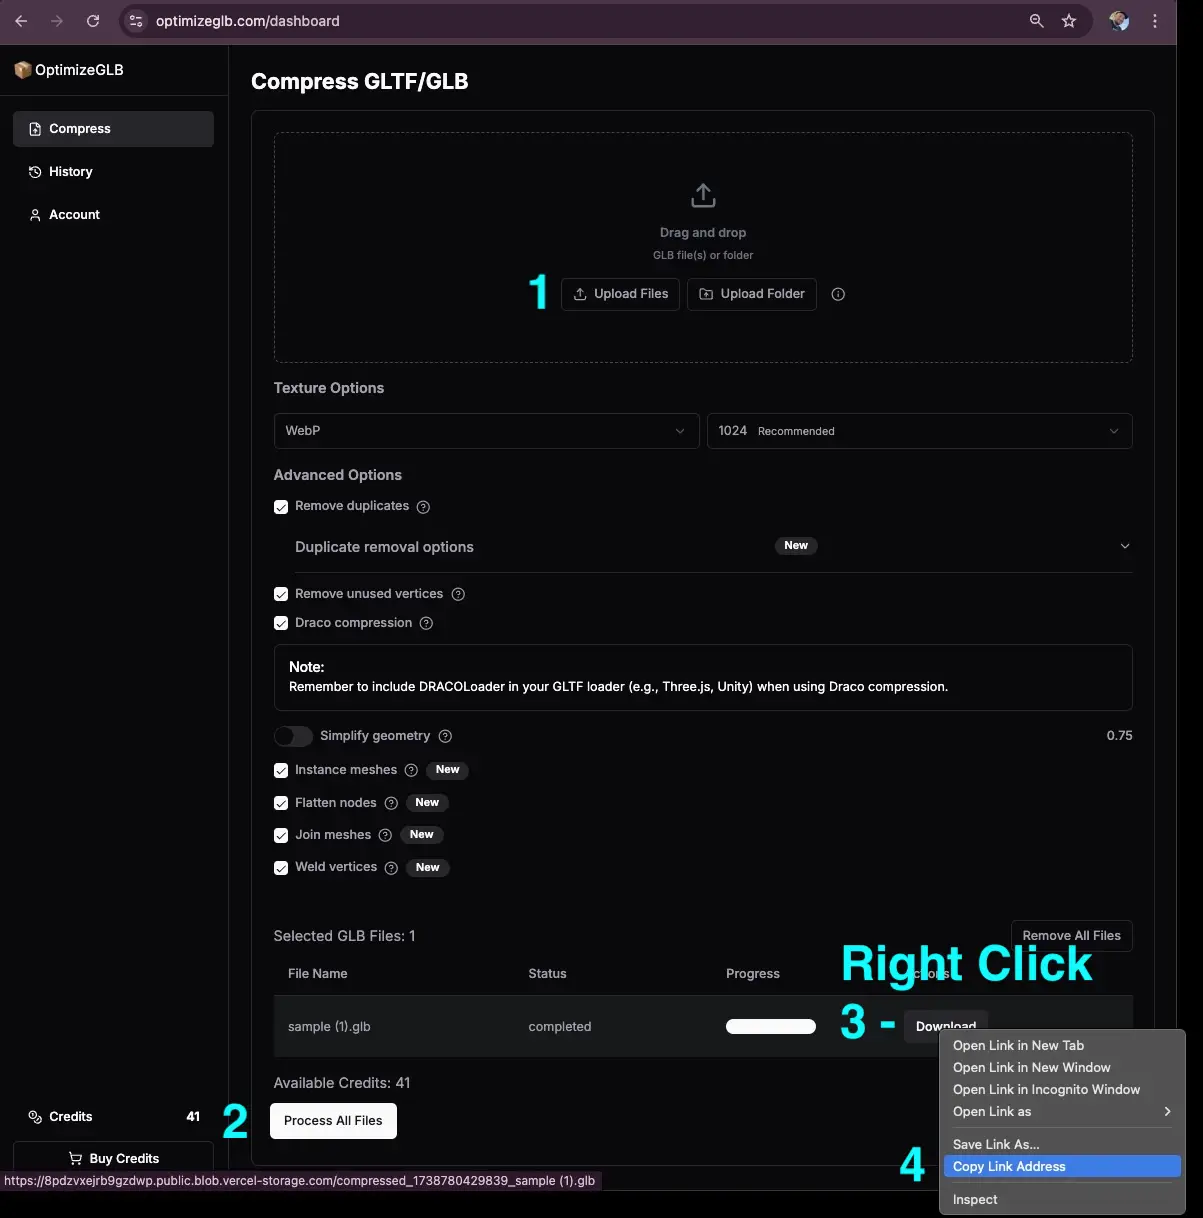 optimizeglb.com/dashboard
OptimizeGLB
Compress
History
Account
Compress GLTF/GLB
Drag and drop
GLB file(s) or folder
1
Upload Files
Upload Folder
Texture Options
WebP
1024 Recommended
Advanced Options
Remove duplicates
Duplicate removal options New
Remove unused vertices
Draco compression
Note:
Remember to include DRACOLoader in your GLTF loader (e.g., Three.js, Unity) when using Draco compression.
Simplify geometry 0.75
Instance meshes New
Flatten nodes New
Join meshes New
Weld vertices New
Selected GLB Files: 1
Remove All Files
Right Click
File Name Status Progress
sample (1).glb completed
3 - Download
Available Credits: 41
2 Process All Files
Open Link in New Tab
Open Link in New Window
Open Link in Incognito Window
Open Link as
Save Link As...
4 Copy Link Address
Inspect
Credits 41
Buy Credits
https://8pdzvxejrb9gzdwp.public.blob.vercel-storage.com/compressed_1738780429839_sample (1).glb